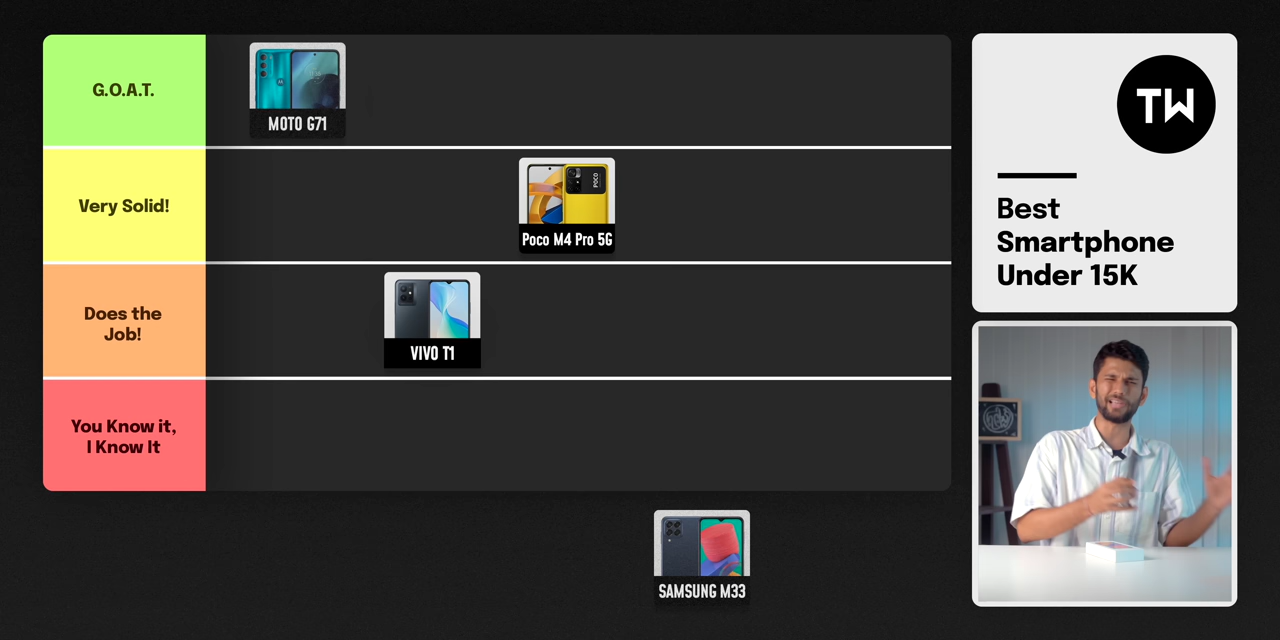 G.O.A.T.
MOTO G71
Very Solid!
POCO
Poco M4 Pro 5G
Does the
Job!
VIVO T1
You Know it,
I Know It
SAMSUNG M33
TW
Best
Smartphone
Under 15K